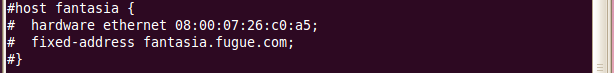 #host fantasia {
#  hardware ethernet 08:00:07:26:c0:a5;
#  fixed-address fantasia.fugue.com;
#}